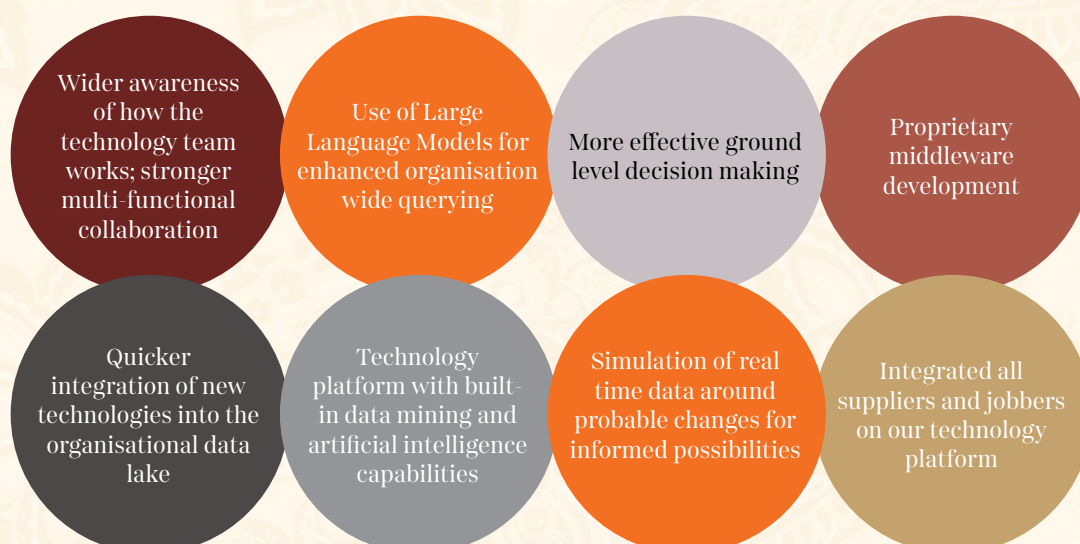 Wider awareness
of how the
technology team
works; stronger
multi-functional
collaboration
Use of Large
Language Models for
enhanced organisation
wide querying
More effective ground
level decision making
Proprietary
middleware
development
Quicker
integration of new
technologies into the
organisational data
lake
Technology
platform with built-
in data mining and
artificial intelligence
capabilities
Simulation of real
time data around
probable changes for
informed possibilities
Integrated all
suppliers and jobbers
on our technology
platform